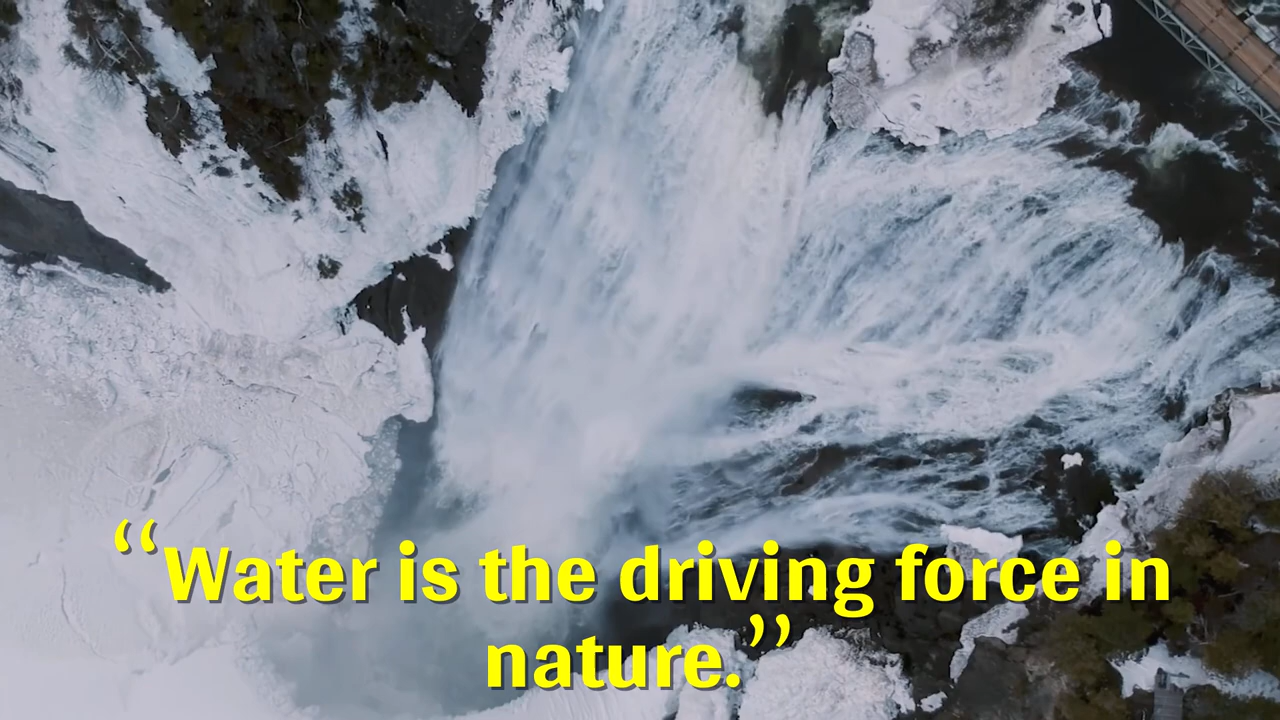 “Water is the driving force in
nature.”